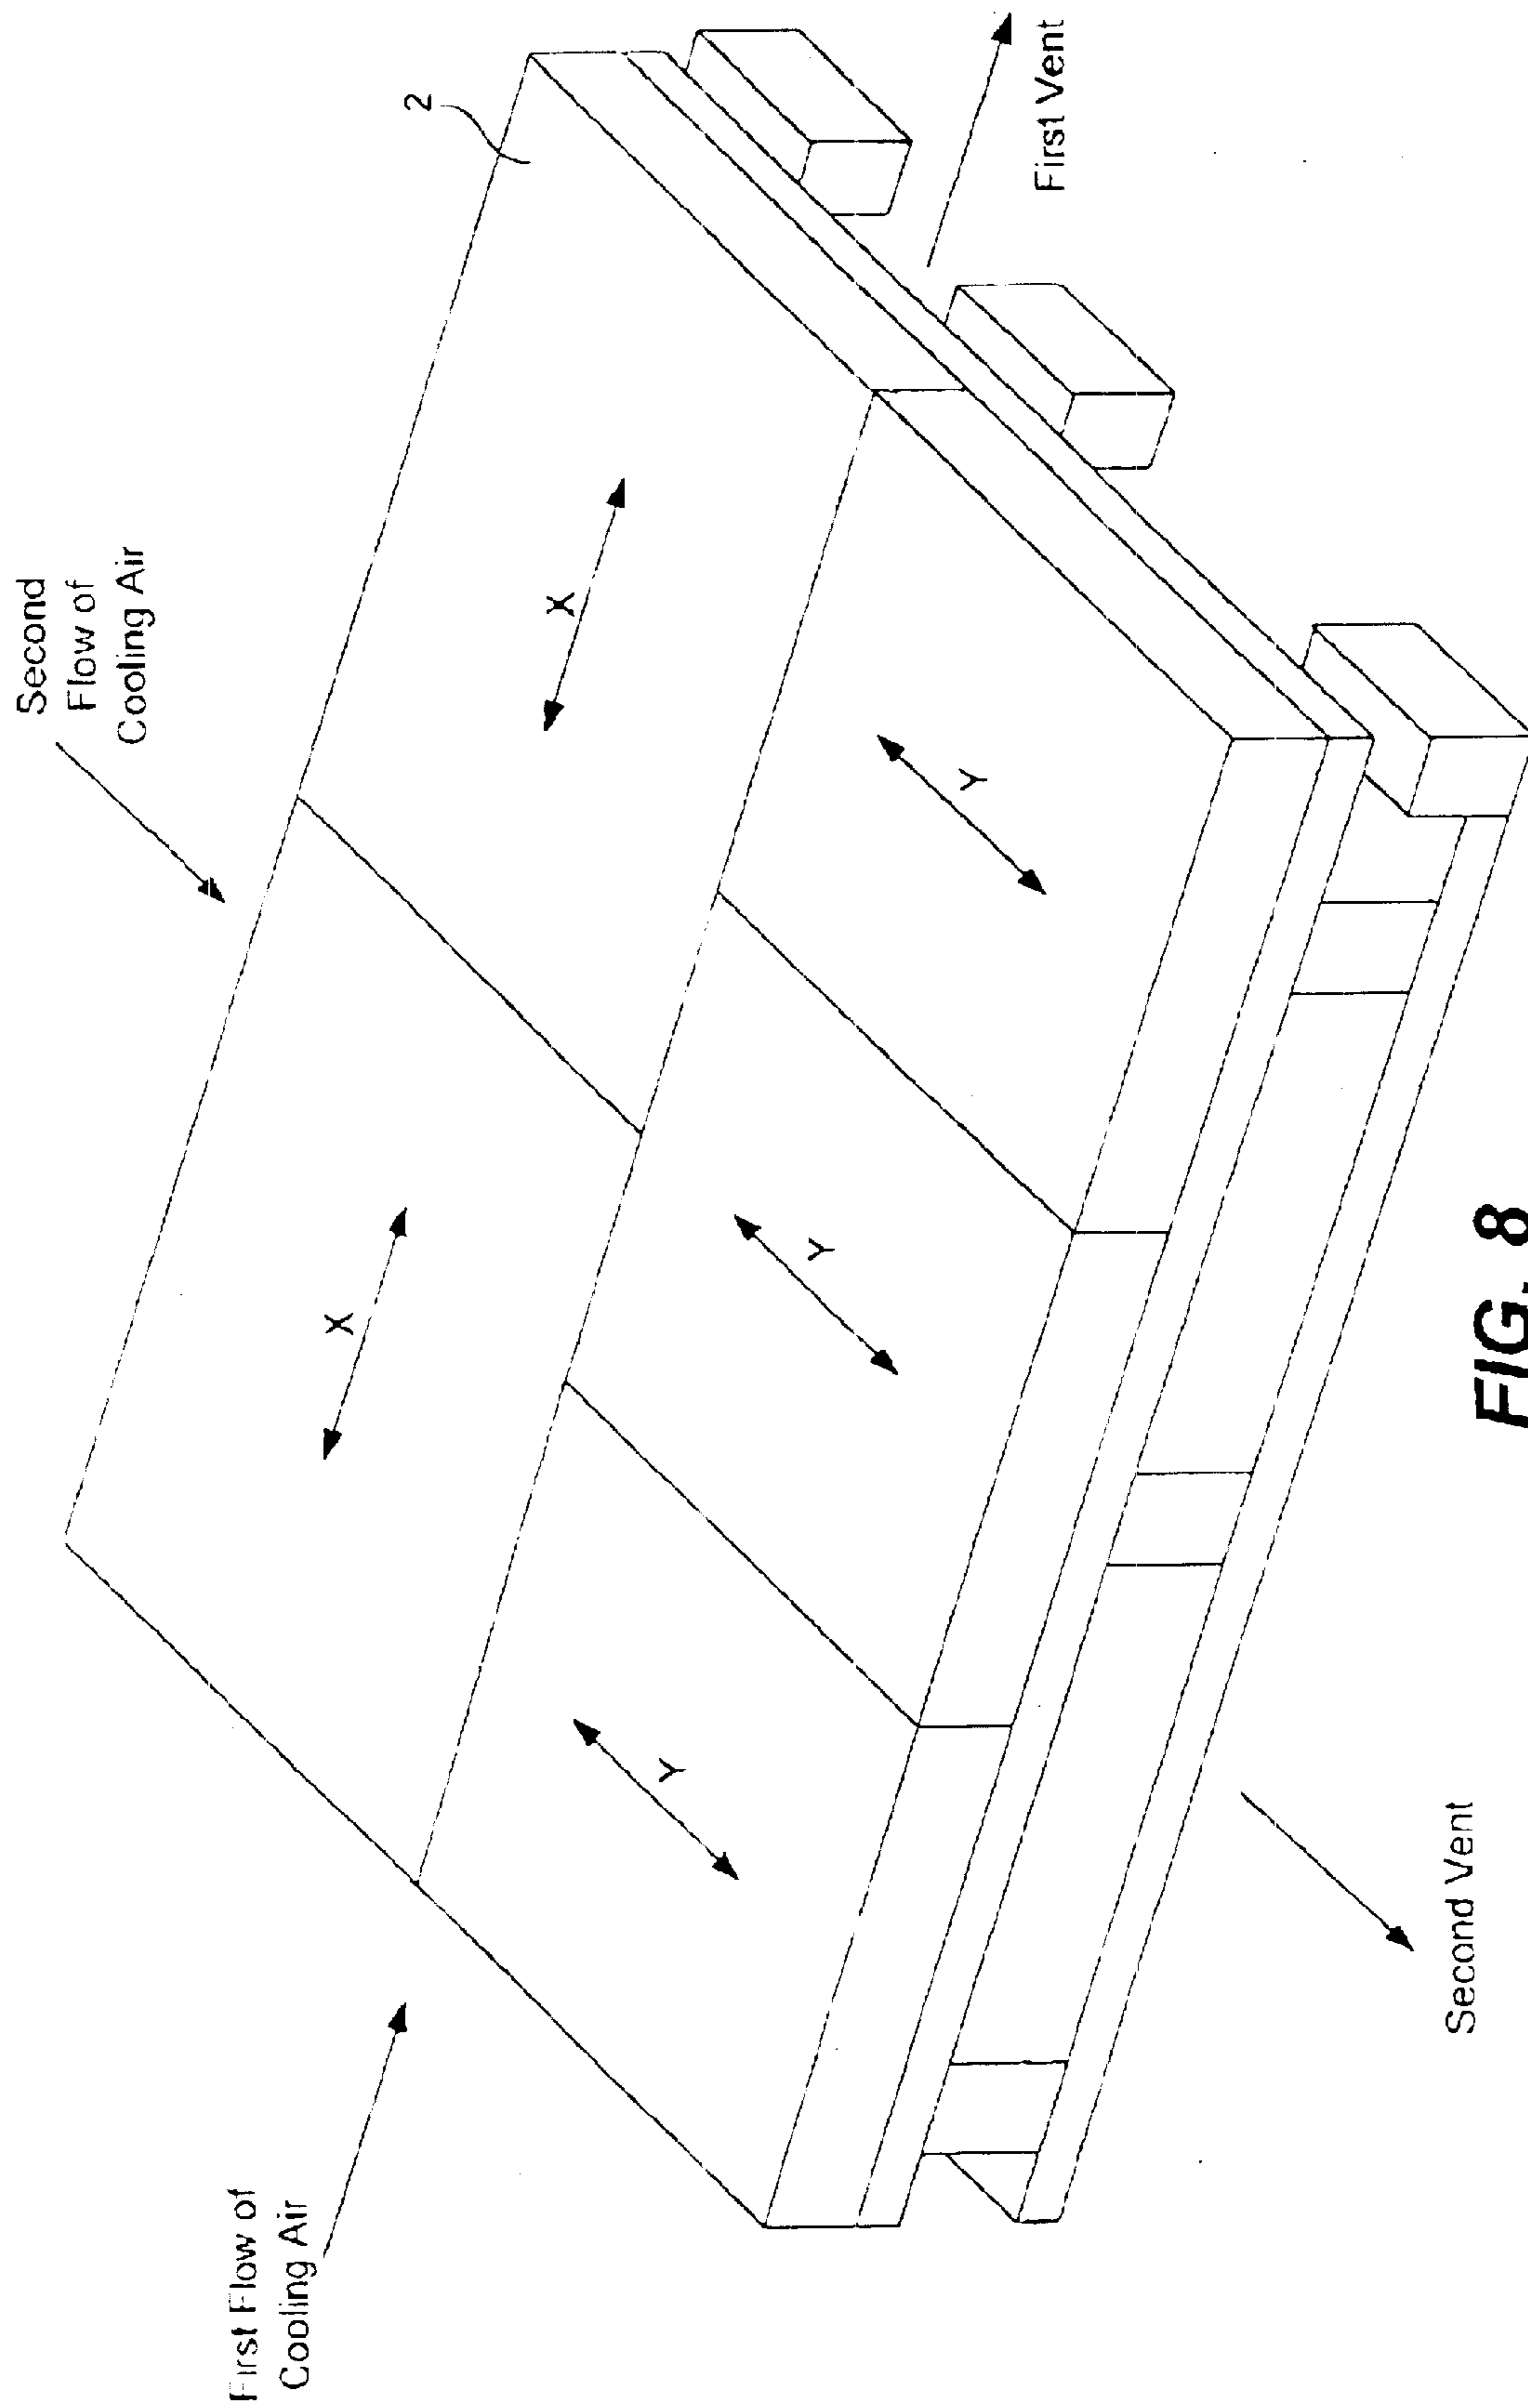 Second
Flow of
Cooling Air
2
First Flow of
Cooling Air
X
X
Y
Y
Y
First Vent
Second Vent
FIG. 8